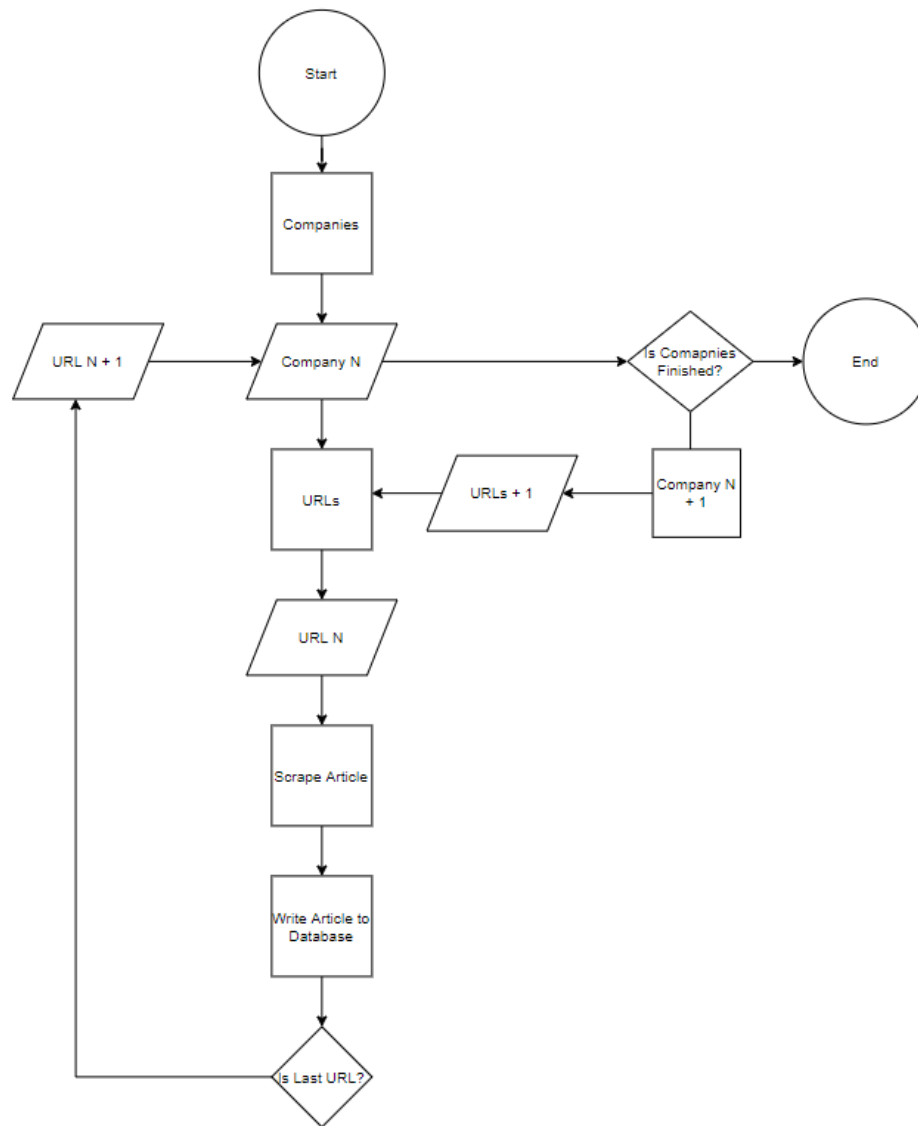 Start
Companies
URL N + 1
Company N
Is Comapnies
Finished?
End
URLs
URLs + 1
Company N
+ 1
URL N
Scrape Article
Write Article to
Database
Is Last URL?